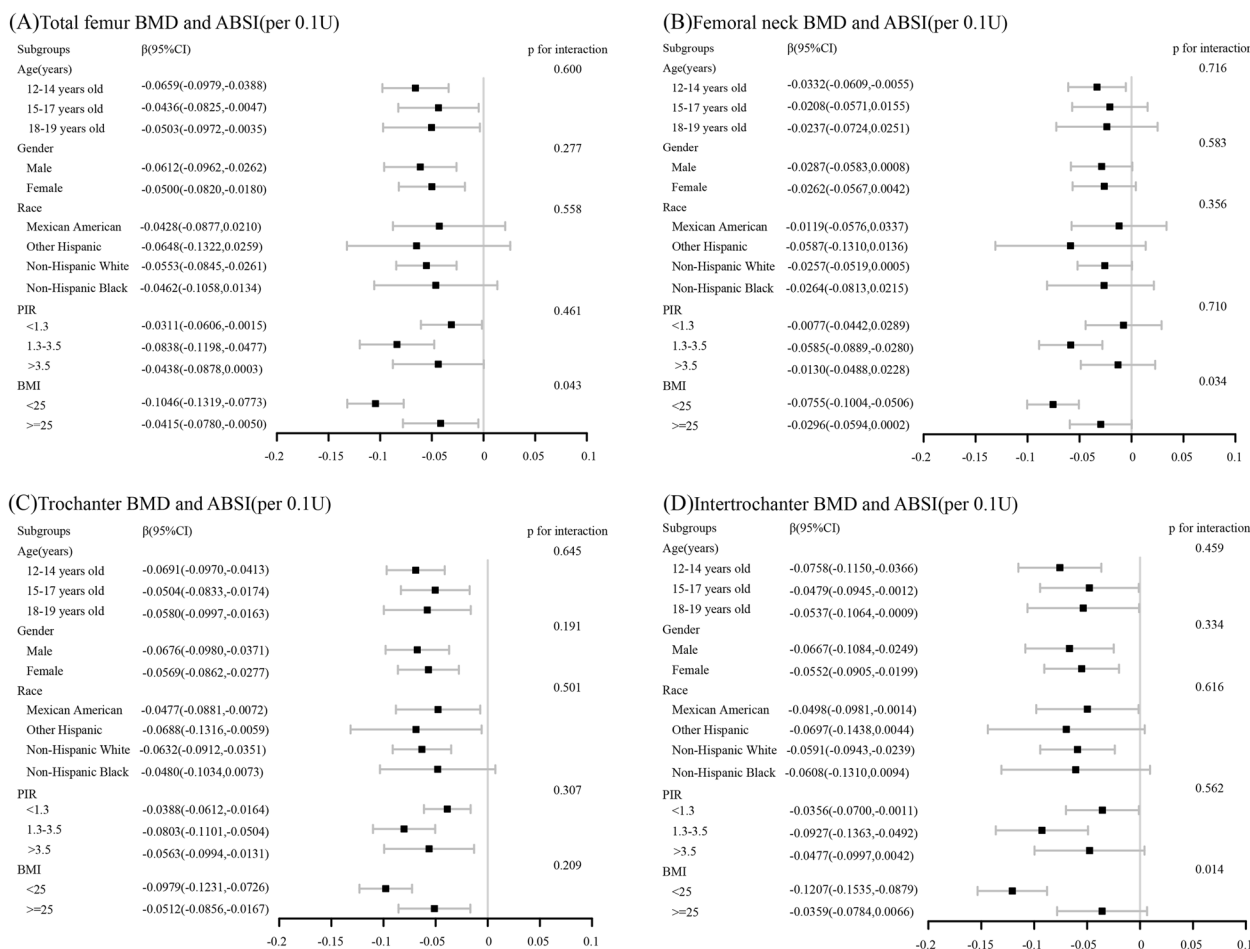 (A)Total femur BMD and ABSI(per 0.1U)
Subgroups β(95%CI) p for interaction
Age(years) 0.600
12-14 years old -0.0659(-0.0979,-0.0388)
15-17 years old -0.0436(-0.0825,-0.0047)
18-19 years old -0.0503(-0.0972,-0.0035)
Gender 0.277
Male -0.0612(-0.0962,-0.0262)
Female -0.0500(-0.0820,-0.0180)
Race 0.558
Mexican American -0.0428(-0.0877,0.0210)
Other Hispanic -0.0648(-0.1322,0.0259)
Non-Hispanic White -0.0553(-0.0845,-0.0261)
Non-Hispanic Black -0.0462(-0.1058,0.0134)
PIR 0.461
<1.3 -0.0311(-0.0606,-0.0015)
1.3-3.5 -0.0838(-0.1198,-0.0477)
>3.5 -0.0438(-0.0878,0.0003)
BMI 0.043
<25 -0.1046(-0.1319,-0.0773)
>=25 -0.0415(-0.0780,-0.0050)
-0.2 -0.15 -0.1 -0.05 0 0.05 0.1
(B)Femoral neck BMD and ABSI(per 0.1U)
Subgroups β(95%CI) p for interaction
Age(years) 0.716
12-14 years old -0.0332(-0.0609,-0.0055)
15-17 years old -0.0208(-0.0571,0.0155)
18-19 years old -0.0237(-0.0724,0.0251)
Gender 0.583
Male -0.0287(-0.0583,0.0008)
Female -0.0262(-0.0567,0.0042)
Race 0.356
Mexican American -0.0119(-0.0576,0.0337)
Other Hispanic -0.0587(-0.1310,0.0136)
Non-Hispanic White -0.0257(-0.0519,0.0005)
Non-Hispanic Black -0.0264(-0.0813,0.0215)
PIR 0.710
<1.3 -0.0077(-0.0442,0.0289)
1.3-3.5 -0.0585(-0.0889,-0.0280)
>3.5 -0.0130(-0.0488,0.0228)
BMI 0.034
<25 -0.0755(-0.1004,-0.0506)
>=25 -0.0296(-0.0594,0.0002)
-0.2 -0.15 -0.1 -0.05 0 0.05 0.1
(C)Trochanter BMD and ABSI(per 0.1U)
Subgroups β(95%CI) p for interaction
Age(years) 0.645
12-14 years old -0.0691(-0.0970,-0.0413)
15-17 years old -0.0504(-0.0833,-0.0174)
18-19 years old -0.0580(-0.0997,-0.0163)
Gender 0.191
Male -0.0676(-0.0980,-0.0371)
Female -0.0569(-0.0862,-0.0277)
Race 0.501
Mexican American -0.0477(-0.0881,-0.0072)
Other Hispanic -0.0688(-0.1316,-0.0059)
Non-Hispanic White -0.0632(-0.0912,-0.0351)
Non-Hispanic Black -0.0480(-0.1034,0.0073)
PIR 0.307
<1.3 -0.0388(-0.0612,-0.0164)
1.3-3.5 -0.0803(-0.1101,-0.0504)
>3.5 -0.0563(-0.0994,-0.0131)
BMI 0.209
<25 -0.0979(-0.1231,-0.0726)
>=25 -0.0512(-0.0856,-0.0167)
-0.2 -0.15 -0.1 -0.05 0 0.05 0.1
(D)Intertrochanter BMD and ABSI(per 0.1U)
Subgroups β(95%CI) p for interaction
Age(years) 0.459
12-14 years old -0.0758(-0.1150,-0.0366)
15-17 years old -0.0479(-0.0945,-0.0012)
18-19 years old -0.0537(-0.1064,-0.0009)
Gender 0.334
Male -0.0667(-0.1084,-0.0249)
Female -0.0552(-0.0905,-0.0199)
Race 0.616
Mexican American -0.0498(-0.0981,-0.0014)
Other Hispanic -0.0697(-0.1438,0.0044)
Non-Hispanic White -0.0591(-0.0943,-0.0239)
Non-Hispanic Black -0.0608(-0.1310,0.0094)
PIR 0.562
<1.3 -0.0356(-0.0700,-0.0011)
1.3-3.5 -0.0927(-0.1363,-0.0492)
>3.5 -0.0477(-0.0997,0.0042)
BMI 0.014
<25 -0.1207(-0.1535,-0.0879)
>=25 -0.0359(-0.0784,0.0066)
-0.2 -0.15 -0.1 -0.05 0 0.05 0.1